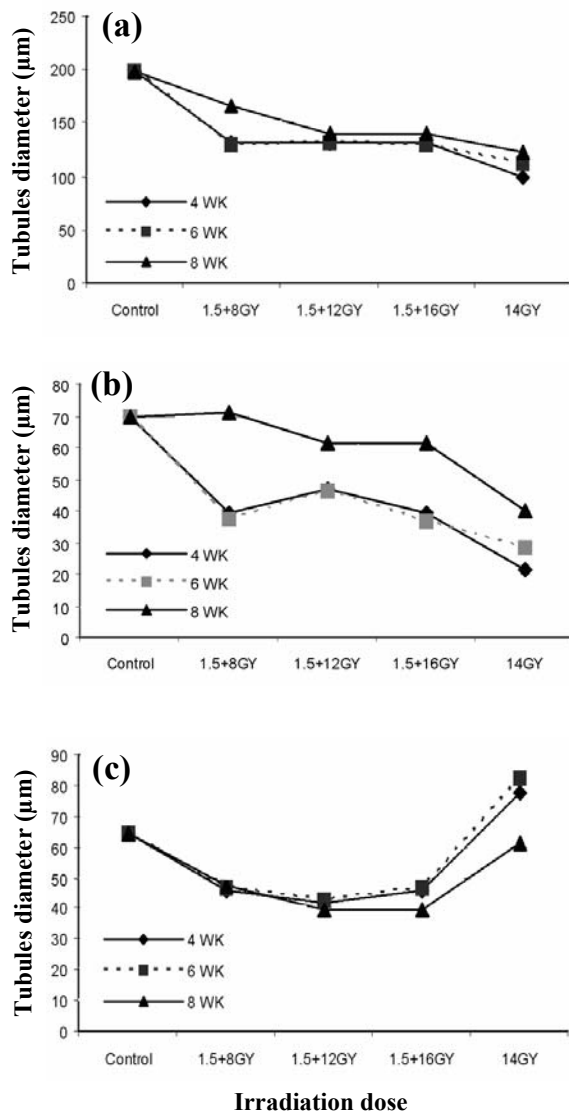 (a)
Tubules diameter (µm)
250
200
150
100
50
0
4 WK
6 WK
8 WK
Control 1.5+8GY 1.5+12GY 1.5+16GY 14GY
(b)
Tubules diameter (µm)
80
70
60
50
40
30
20
10
0
4 WK
6 WK
8 WK
Control 1.5+8GY 1.5+12GY 1.5+16GY 14GY
(c)
Tubules diameter (µm)
90
80
70
60
50
40
30
20
10
0
4 WK
6 WK
8 WK
Control 1.5+8GY 1.5+12GY 1.5+16GY 14GY
Irradiation dose